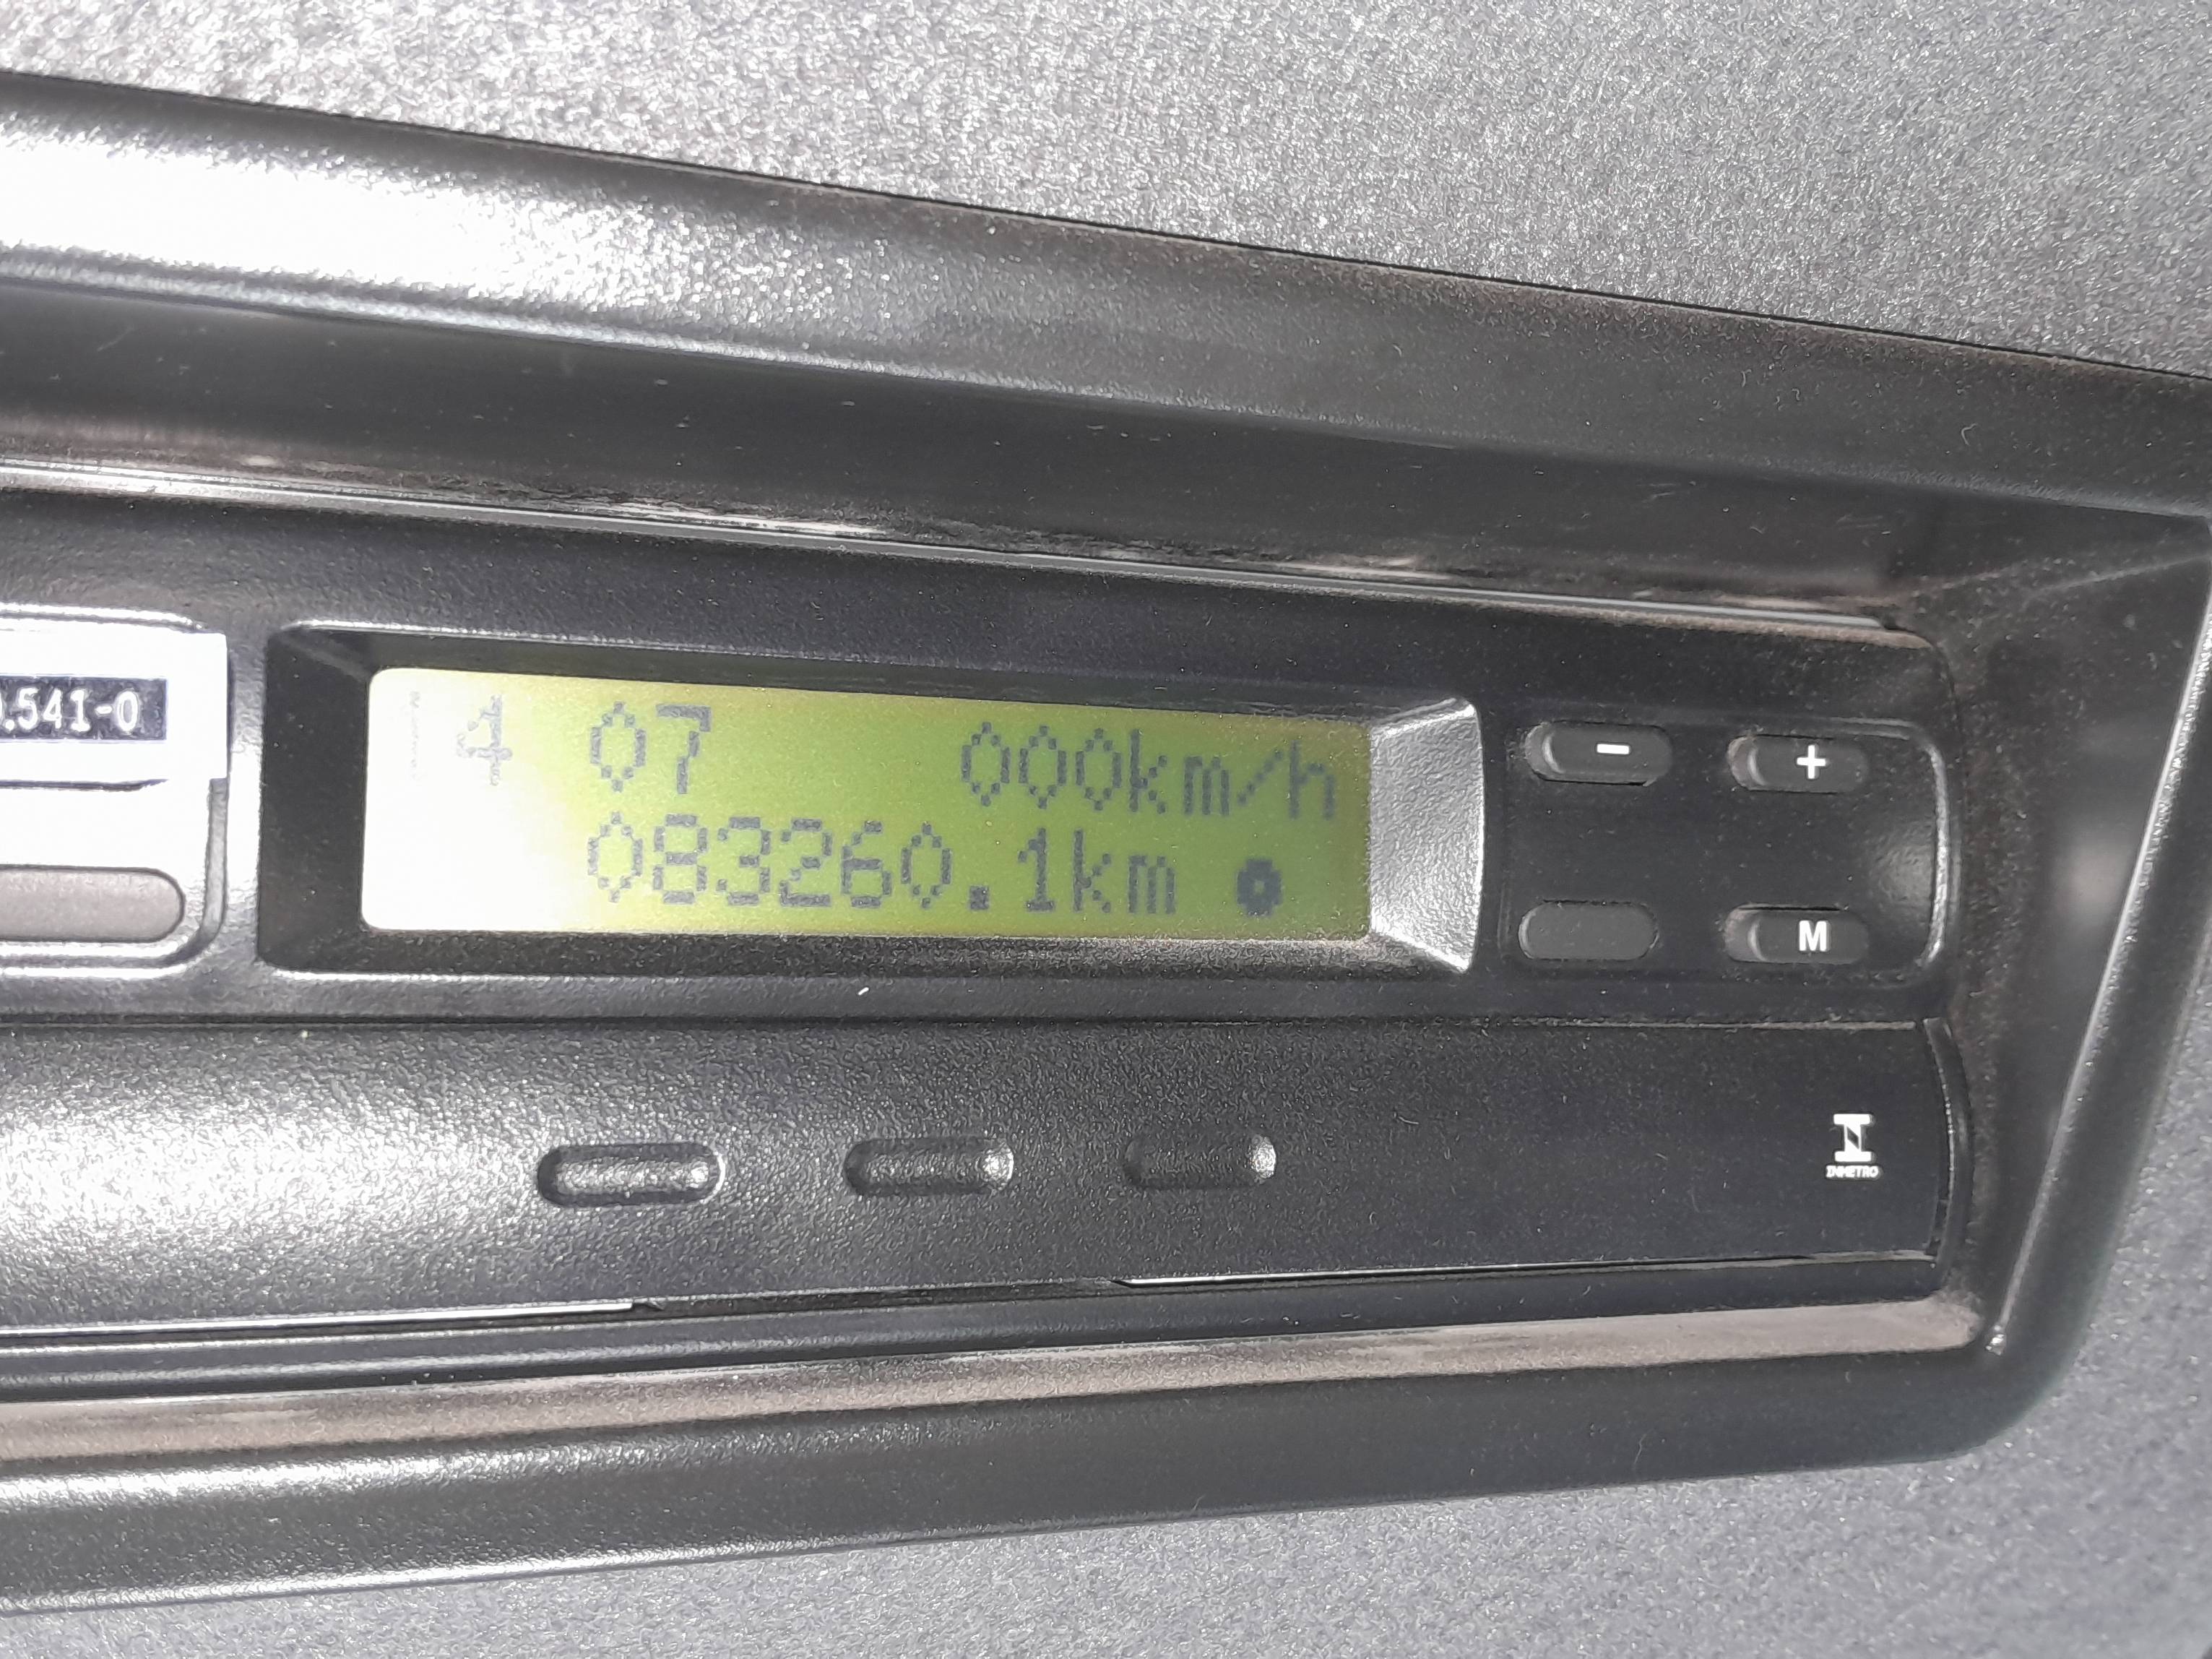 .541-0
07 000km/h
083260.1km
- +
M
INMETRO